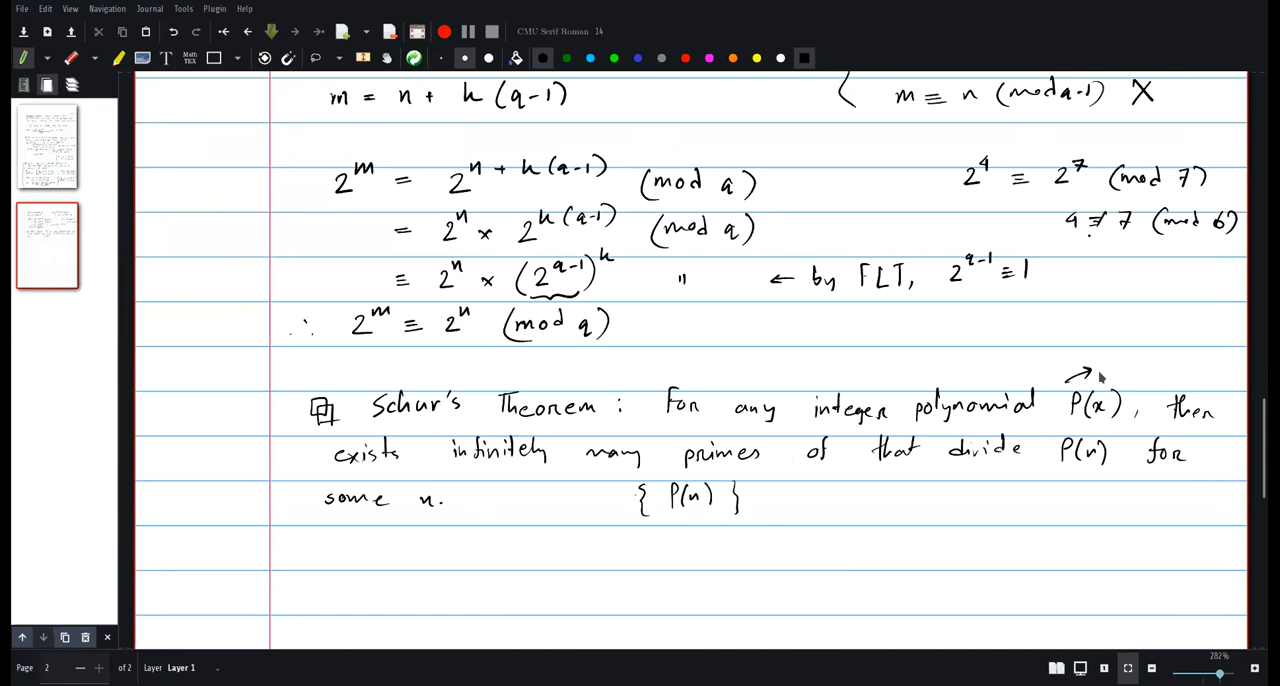 File Edit View Navigation Journal Tools Plugin Help
CMU Serif Roman 14
m = n + k (q-1)
m ≡ n (mod q-1) X
2^m = 2^{n + k(q-1)} (mod q)
2^4 ≡ 2^7 (mod 7)
= 2^n × 2^{k(q-1)} (mod q)
4 ≢ 7 (mod 6)
≡ 2^n × (2^{q-1})^k " ← by FLT, 2^{q-1} ≡ 1
∴ 2^m ≡ 2^n (mod q)
Schur's Theorem : For any integer polynomial P(x), then
exists infinitely many primes of that divide P(n) for
some n. { P(n) }
Page 2 of 2 Layer Layer 1
282%